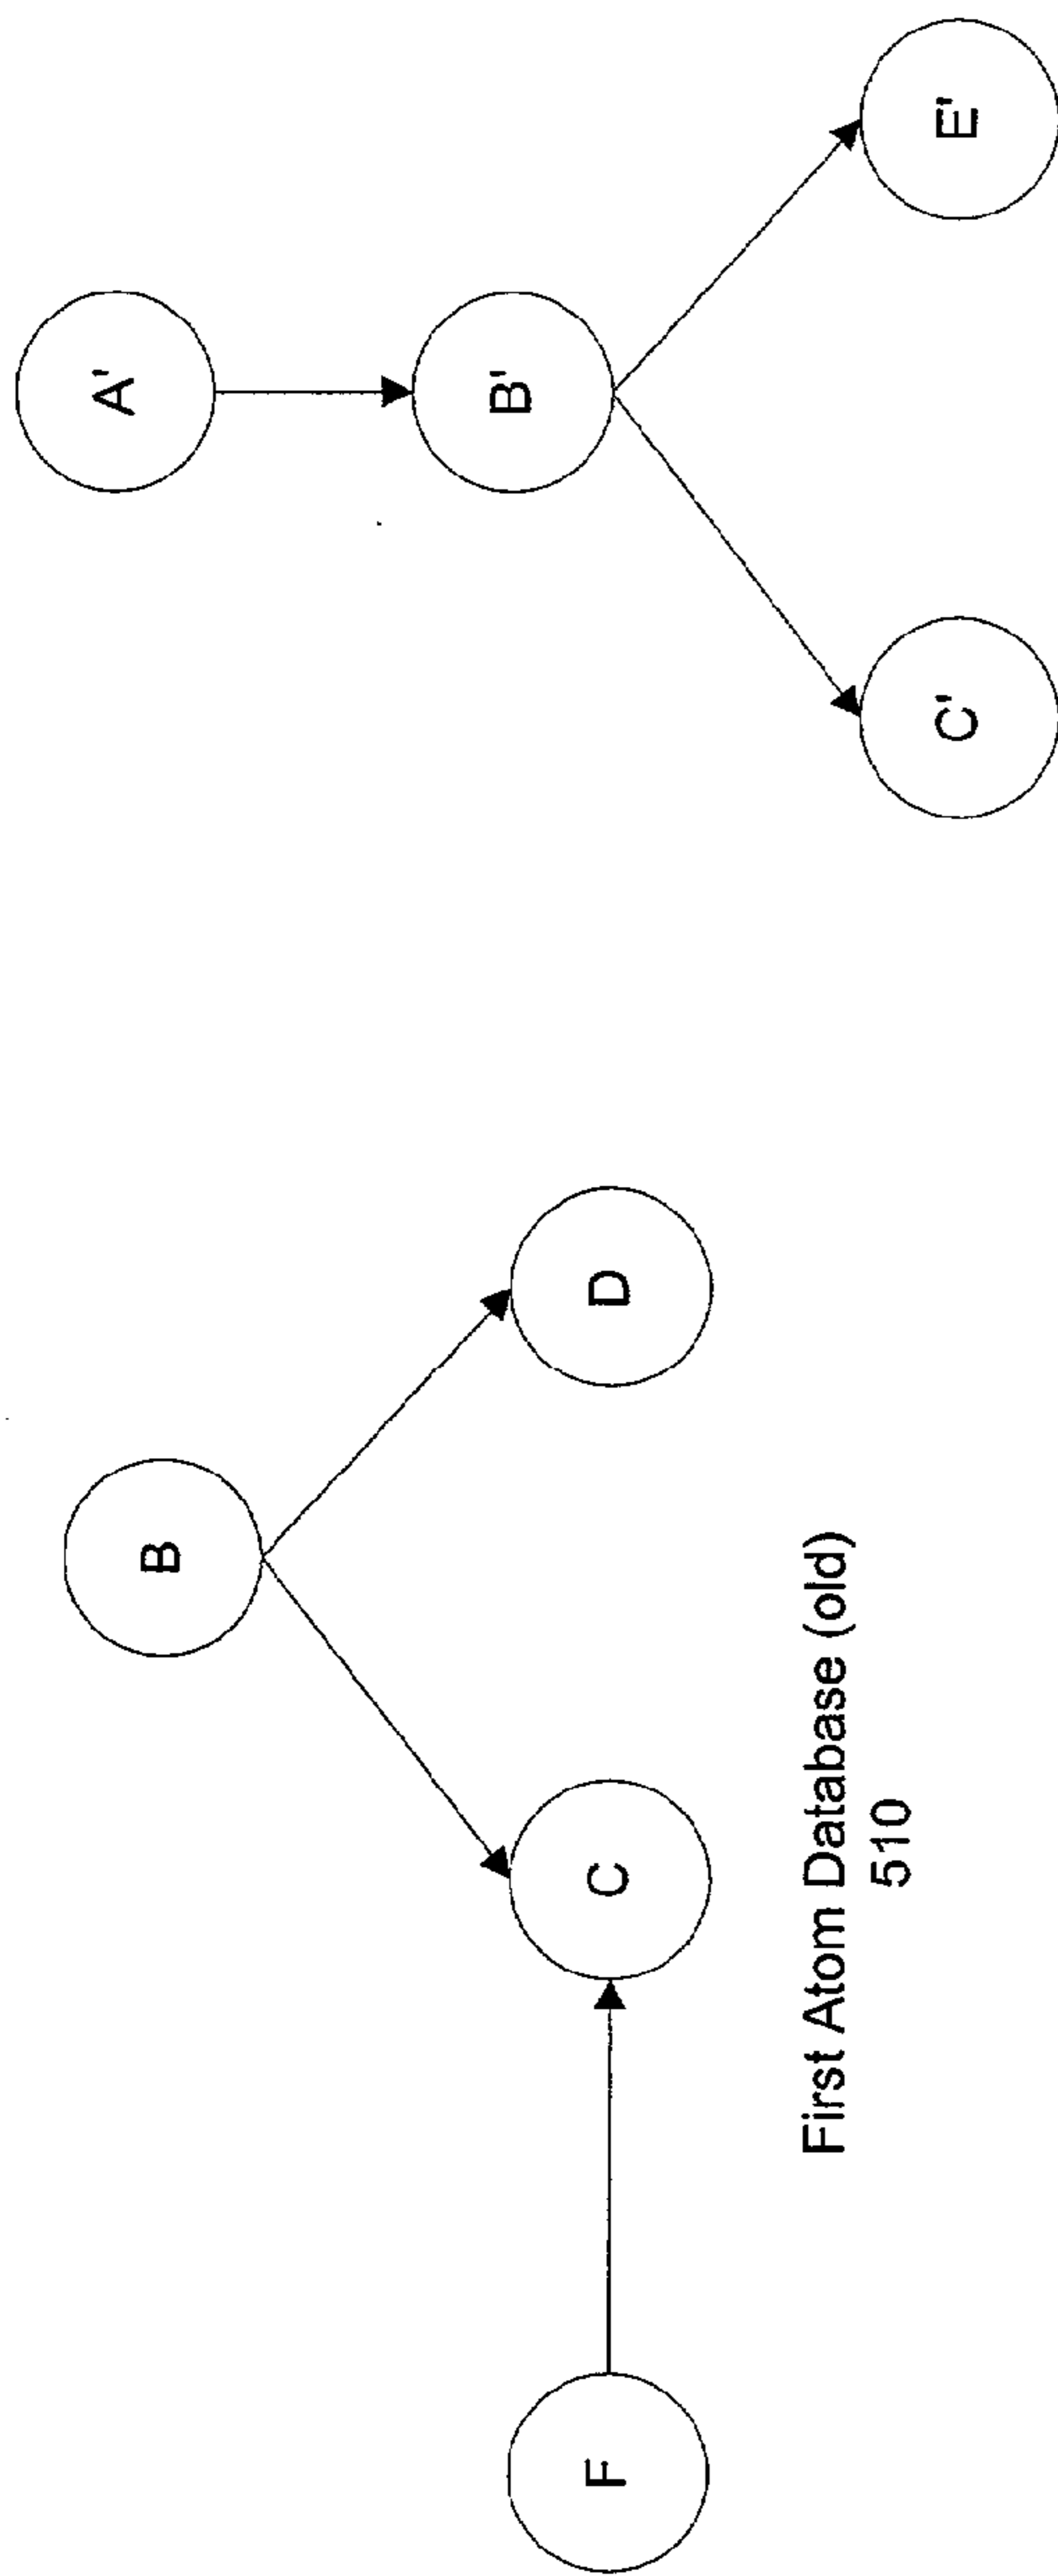 B
F
C
D
First Atom Database (old)
510
A'
B'
C'
E'